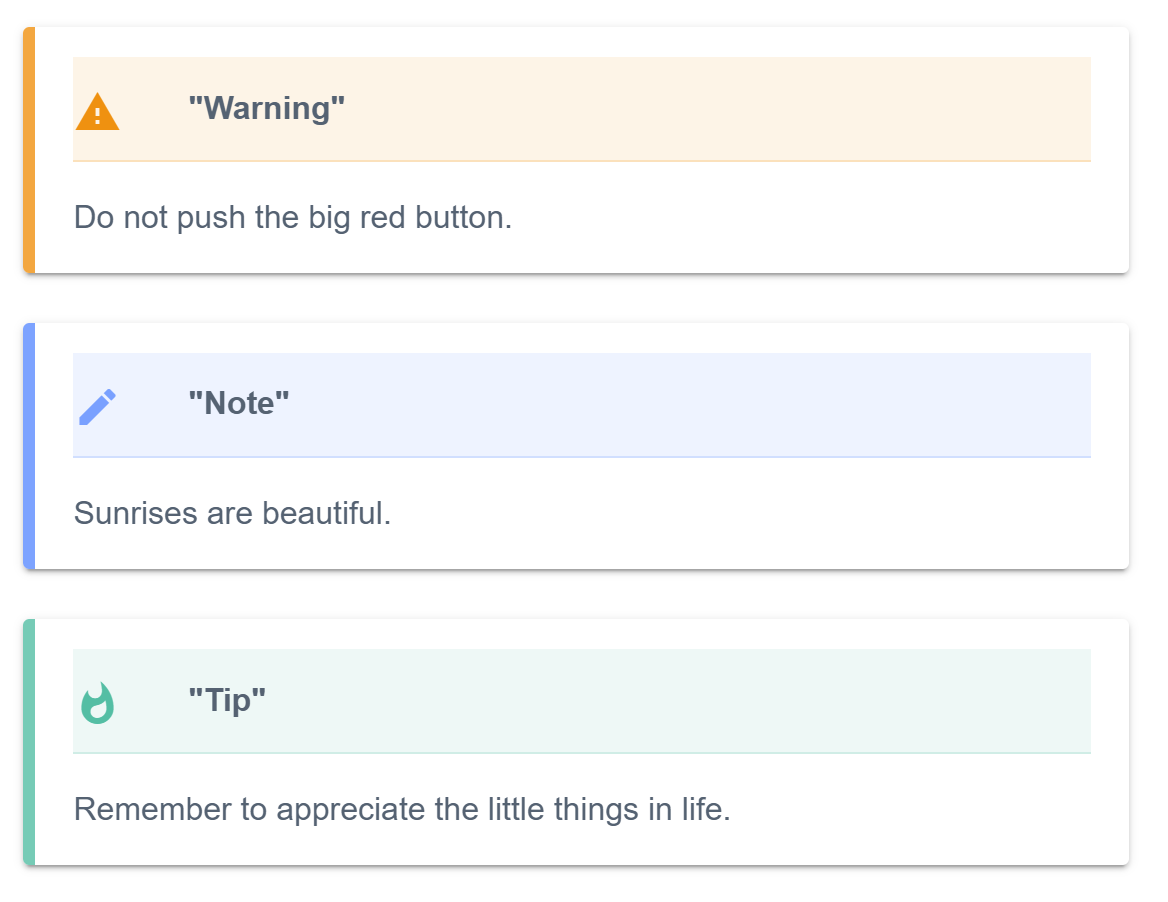 "Warning"
Do not push the big red button.
"Note"
Sunrises are beautiful.
"Tip"
Remember to appreciate the little things in life.